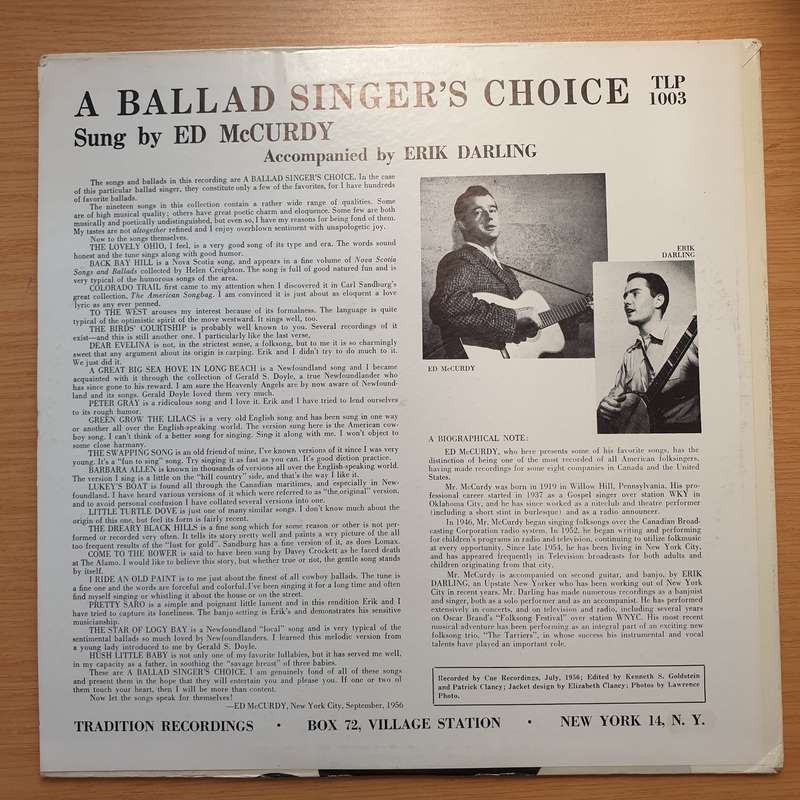 A BALLAD SINGER'S CHOICE
TLP
1003
Sung by ED McCURDY
Accompanied by ERIK DARLING
The songs and ballads in this recording are A BALLAD SINGER'S CHOICE. In the case
of this particular ballad singer, they constitute only a few of the favorites, for I have hundreds
of favorite ballads.
The nineteen songs in this collection contain a rather wide range of qualities. Some
are of high musical quality; others have great poetic charm and eloquence. Some few are both
musically and poetically undistinguished, but even so, I have my reasons for being fond of them.
My tastes are not altogether refined and I enjoy overblown sentiment with unapologetic joy.
Now to the songs themselves.
THE LOVELY OHIO, I feel, is a very good song of its type and era. The words sound
honest and the tune sings along with good humor.
BACK BAY HILL is a Nova Scotia song, and appears in a fine volume of Nova Scotia
Songs and Ballads collected by Helen Creighton. The song is full of good natured fun and is
very typical of the humorous songs of the area.
COLORADO TRAIL first came to my attention when I discovered it in Carl Sandburg's
great collection, The American Songbag. I am convinced it is just about as eloquent a love
lyric as any ever penned.
TO THE WEST arouses my interest because of its formalness. The language is quite
typical of the optimistic spirit of the move westward. It sings well, too.
THE BIRDS' COURTSHIP is probably well known to you. Several recordings of it
exist—and this is still another one. I particularly like the last verse,
DEAR EVELINA is not, in the strictest sense, a folksong, but to me it is so charmingly
sweet that any argument about its origin is carping. Erik and I didn't try to do much to it.
We just did it.
A GREAT BIG SEA HOVE IN LONG BEACH is a Newfoundland song and I became
acquainted with it through the collection of Gerald S. Doyle, a true Newfoundlander who
has since gone to his reward. I am sure the Heavenly Angels are by now aware of Newfound-
land and its songs. Gerald Doyle loved them very much.
PETER GRAY is a ridiculous song and I love it. Erik and I have tried to lend ourselves
to its rough humor.
GREEN GROW THE LILACS is a very old English song and has been sung in one way
or another all over the English-speaking world. The version sung here is the American cow-
boy song. I can't think of a better song for singing. Sing it along with me. I won't object to
some close harmony.
THE SWAPPING SONG is an old friend of mine, I've known versions of it since I was very
young. It's a "fun to sing" song. Try singing it as fast as you can. It's good diction practice.
BARBARA ALLEN is known in thousands of versions all over the English-speaking world.
The version I sing is a little on the "hill country" side, and that's the way I like it.
LUKEY'S BOAT is found all through the Canadian maritimes, and especially in New-
foundland. I have heard various versions of it which were referred to as "the original" version,
and to avoid personal confusion I have collated several versions into one.
LITTLE TURTLE DOVE is just one of many similar songs. I don't know much about the
origin of this one, but feel its form is fairly recent.
THE DREARY BLACK HILLS is a fine song which for some reason or other is not per-
formed or recorded very often. It tells its story pretty well and paints a wry picture of the all
too frequent results of the "lust for gold". Sandburg has a fine version of it, as does Lomax.
COME TO THE BOWER is said to have been sung by Davey Crockett as he faced death
at The Alamo. I would like to believe this story, but whether true or not, the gentle song stands
by itself.
I RIDE AN OLD PAINT is to me just about the finest of all cowboy ballads. The tune is
a fine one and the words are forceful and colorful. I've been singing it for a long time and often
find myself singing or whistling it about the house or on the street.
PRETTY SARO is a simple and poignant little lament and in this rendition Erik and I
have tried to capture its loneliness. The banjo setting is Erik's and demonstrates his sensitive
musicianship.
THE STAR OF LOGY BAY is a Newfoundland "local" song and is very typical of the
sentimental ballads so much loved by Newfoundlanders. I learned this melodic version from
a young lady introduced to me by Gerald S. Doyle.
HUSH LITTLE BABY is not only one of my favorite lullabies, but it has served me well,
in my capacity as a father, in soothing the "savage breast" of three babies.
These are A BALLAD SINGER'S CHOICE. I am genuinely fond of all of these songs
and present them in the hope that they will entertain you and please you. If one or two of
them touch your heart, then I will be more than content.
Now let the songs speak for themselves!
—ED McCURDY, New York City, September, 1956
ED McCURDY
ERIK
DARLING
A BIOGRAPHICAL NOTE:
ED McCURDY, who here presents some of his favorite songs, has the
distinction of being one of the most recorded of all American folksingers,
having made recordings for some eight companies in Canada and the United
States.
Mr. McCurdy was born in 1919 in Willow Hill, Pennsylvania. His pro-
fessional career started in 1937 as a Gospel singer over station WKY in
Oklahoma City, and he has since worked as a niteclub and theatre performer
(including a short stint in burlesque) and as a radio announcer.
In 1946, Mr. McCurdy began singing folksongs over the Canadian Broad-
casting Corporation radio system. In 1952, he began writing and performing
for children's programs in radio and television, continuing to utilize folkmusic
at every opportunity. Since late 1954, he has been living in New York City,
and has appeared frequently in Television broadcasts for both adults and
children originating from that city.
Mr. McCurdy is accompanied on second guitar, and banjo, by ERIK
DARLING, an Upstate New Yorker who has been working out of New York
City in recent years. Mr. Darling has made numerous recordings as a banjoist
and singer, both as a solo performer and as an accompanist. He has performed
extensively in concerts, and on television and radio, including several years
on Oscar Brand's "Folksong Festival" over station WNYC. His most recent
musical adventure has been performing as an integral part of an exciting new
folksong trio, "The Tarriers", in whose success his instrumental and vocal
talents have played an important role.
Recorded by Cue Recordings, July, 1956; Edited by Kenneth S. Goldstein
and Patrick Clancy; Jacket design by Elizabeth Clancy; Photos by Lawrence
Photo.
TRADITION RECORDINGS • BOX 72, VILLAGE STATION • NEW YORK 14, N. Y.